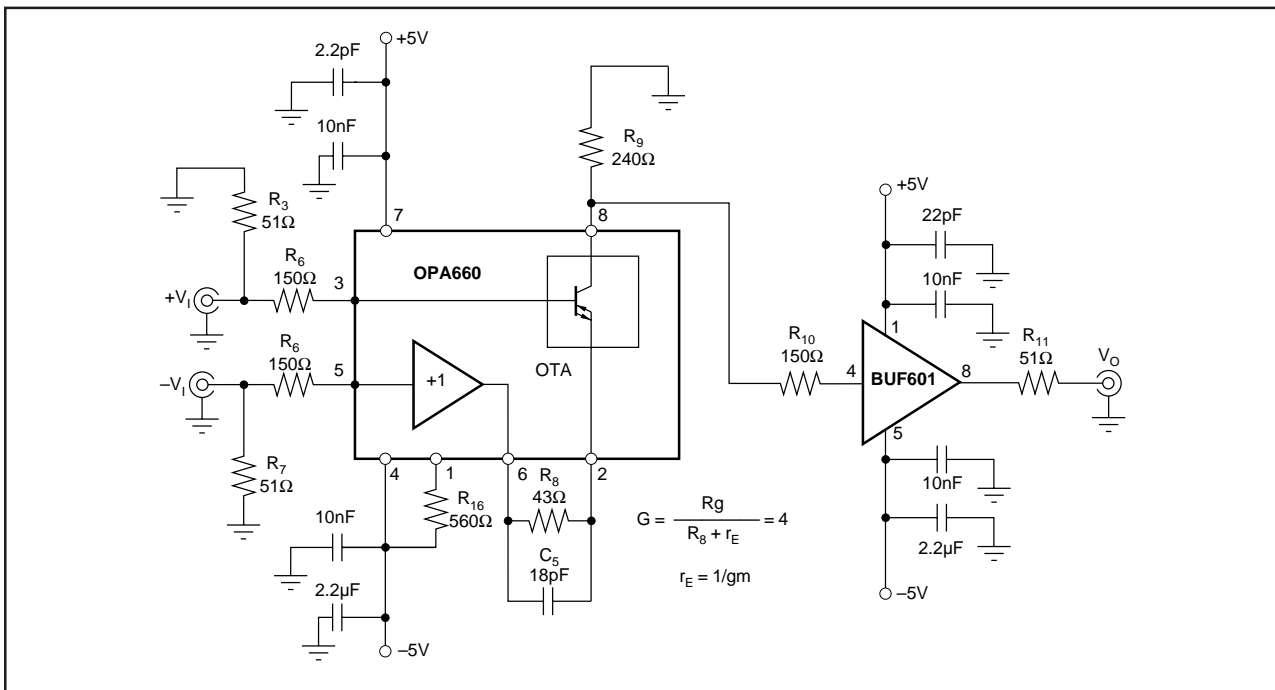 +5V
2.2pF
10nF
R3
51Ω
R6
150Ω
+VI
3
7
OPA660
8
R9
240Ω
OTA
R6
150Ω
–VI
5
+1
R7
51Ω
4
1
6
2
R16
560Ω
R8
43Ω
C5
18pF
10nF
2.2µF
–5V
G = Rg / (R8 + rE) = 4
rE = 1/gm
+5V
22pF
10nF
1
R10
150Ω
4
BUF601
8
R11
51Ω
VO
5
10nF
2.2µF
–5V